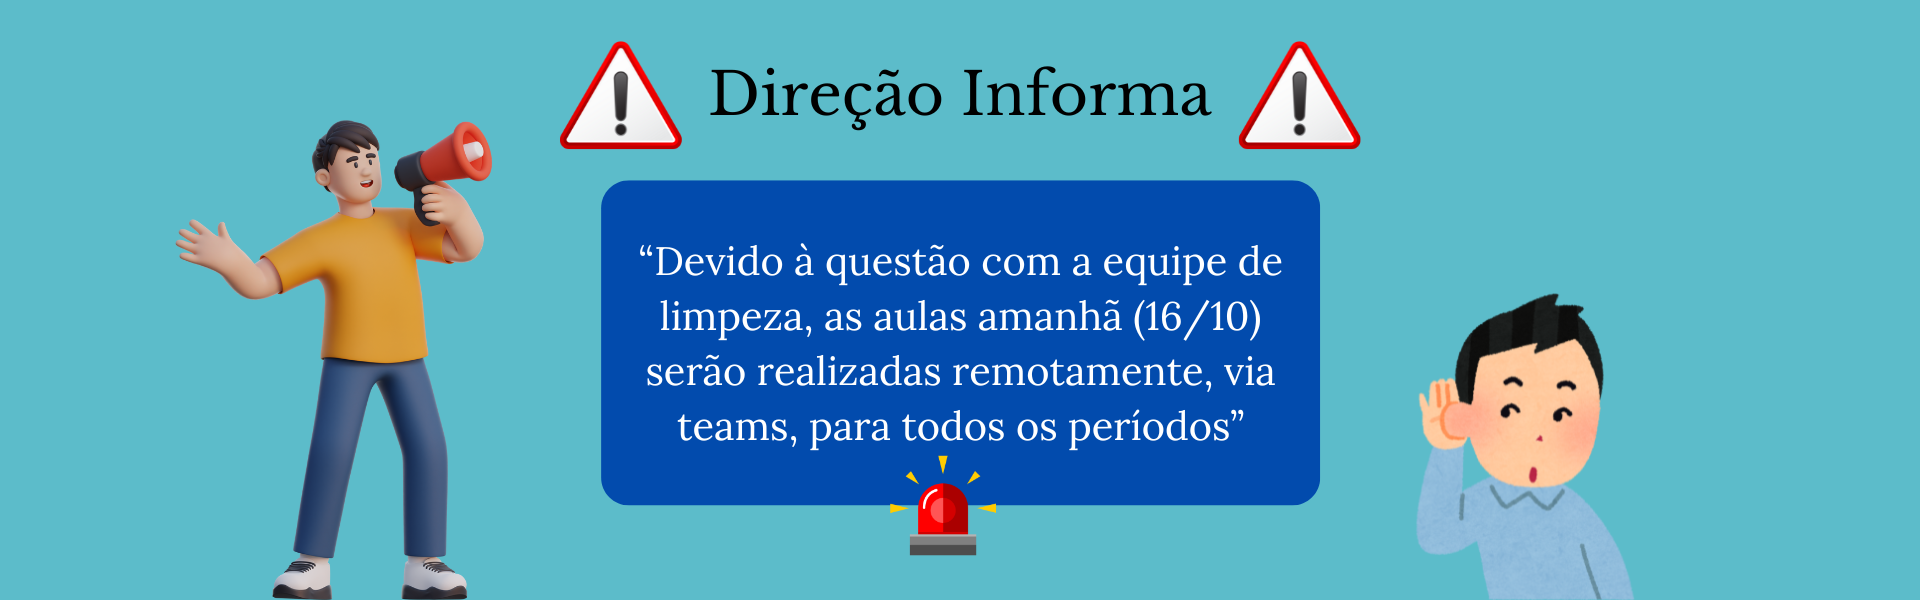 Direção Informa
“Devido à questão com a equipe de
limpeza, as aulas amanhã (16/10)
serão realizadas remotamente, via
teams, para todos os períodos”